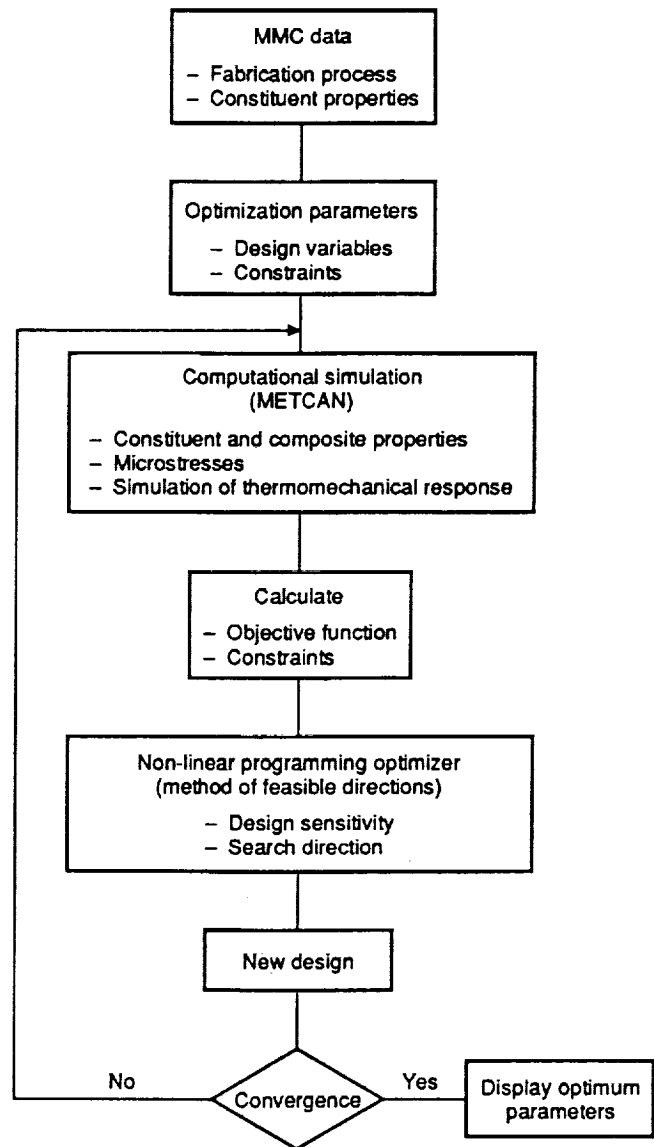 MMC data
– Fabrication process
– Constituent properties
Optimization parameters
– Design variables
– Constraints
Computational simulation
(METCAN)
– Constituent and composite properties
– Microstresses
– Simulation of thermomechanical response
Calculate
– Objective function
– Constraints
Non-linear programming optimizer
(method of feasible directions)
– Design sensitivity
– Search direction
New design
No
Convergence
Yes
Display optimum
parameters